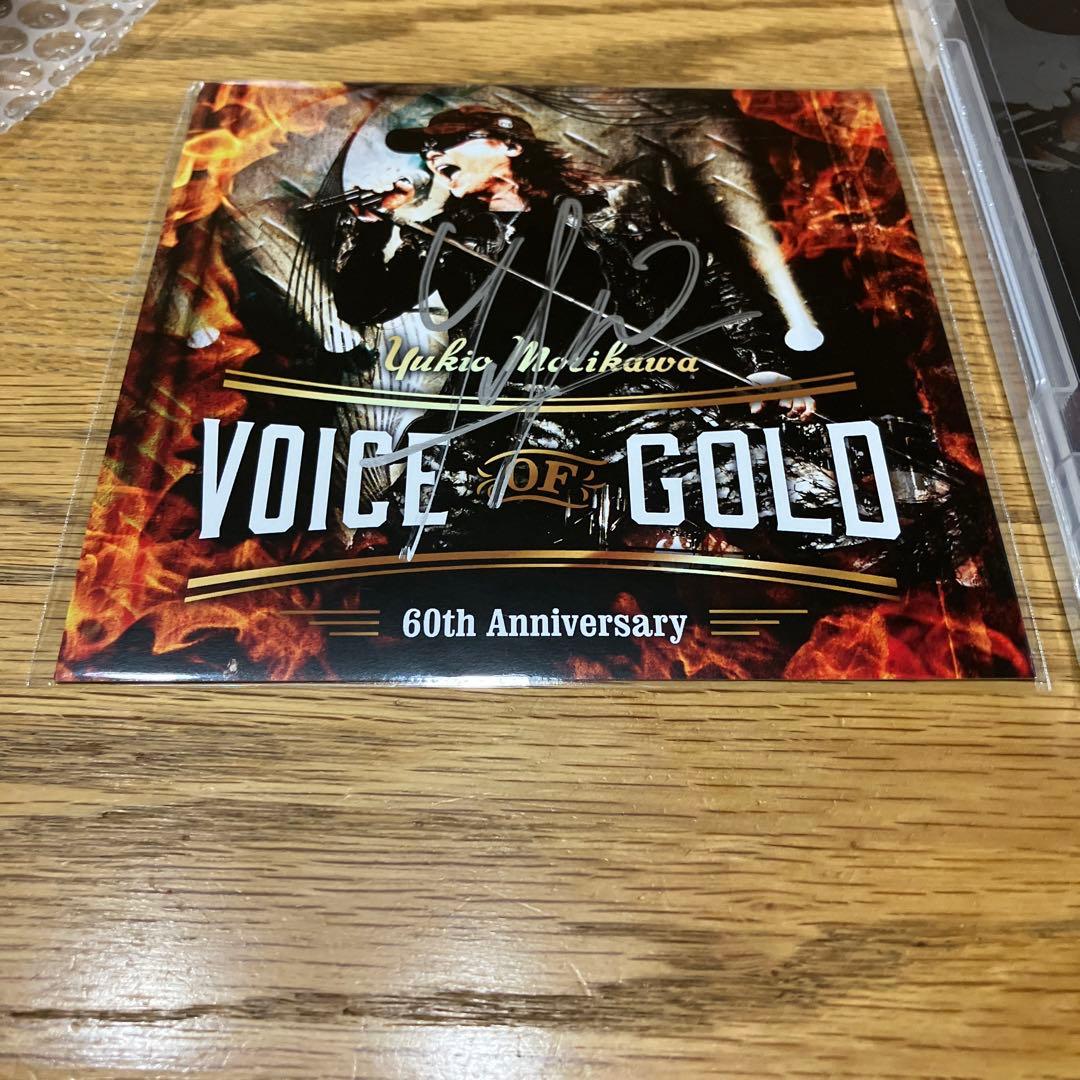 Yukio Morikawa
VOICE OF GOLD
60th Anniversary